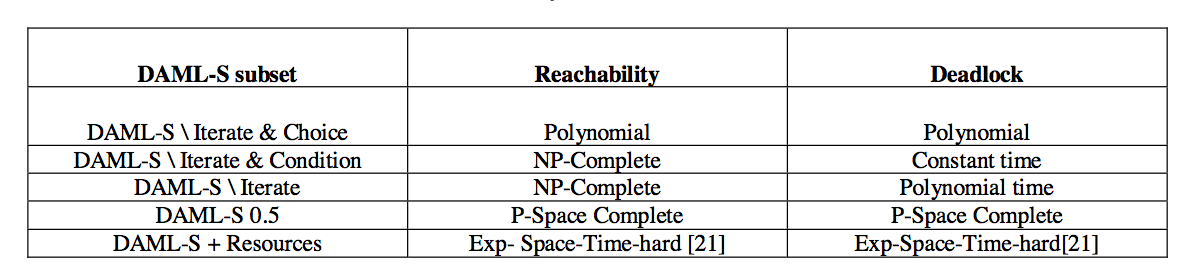 DAML-S subset Reachability Deadlock
DAML-S \ Iterate & Choice Polynomial Polynomial
DAML-S \ Iterate & Condition NP-Complete Constant time
DAML-S \ Iterate NP-Complete Polynomial time
DAML-S 0.5 P-Space Complete P-Space Complete
DAML-S + Resources Exp- Space-Time-hard [21] Exp-Space-Time-hard[21]